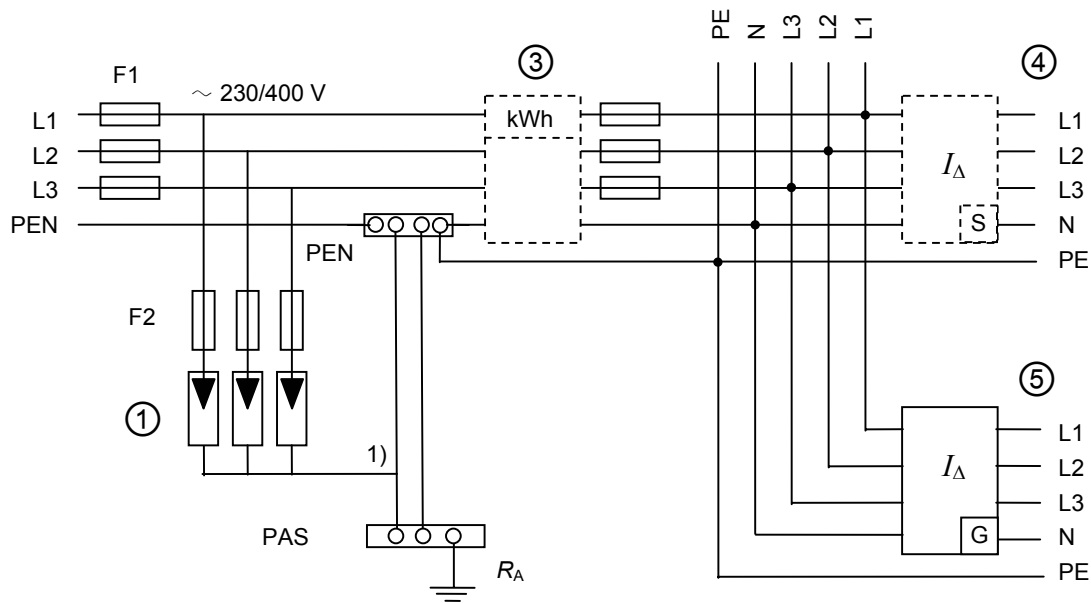 PE N L3 L2 L1
F1
~ 230/400 V
③
④
L1
kWh
L1
L2
L2
L3
I∆
L3
PEN
S
N
PEN
PE
F2
⑤
①
1)
L1
I∆
L2
L3
PAS
G
N
RA
PE